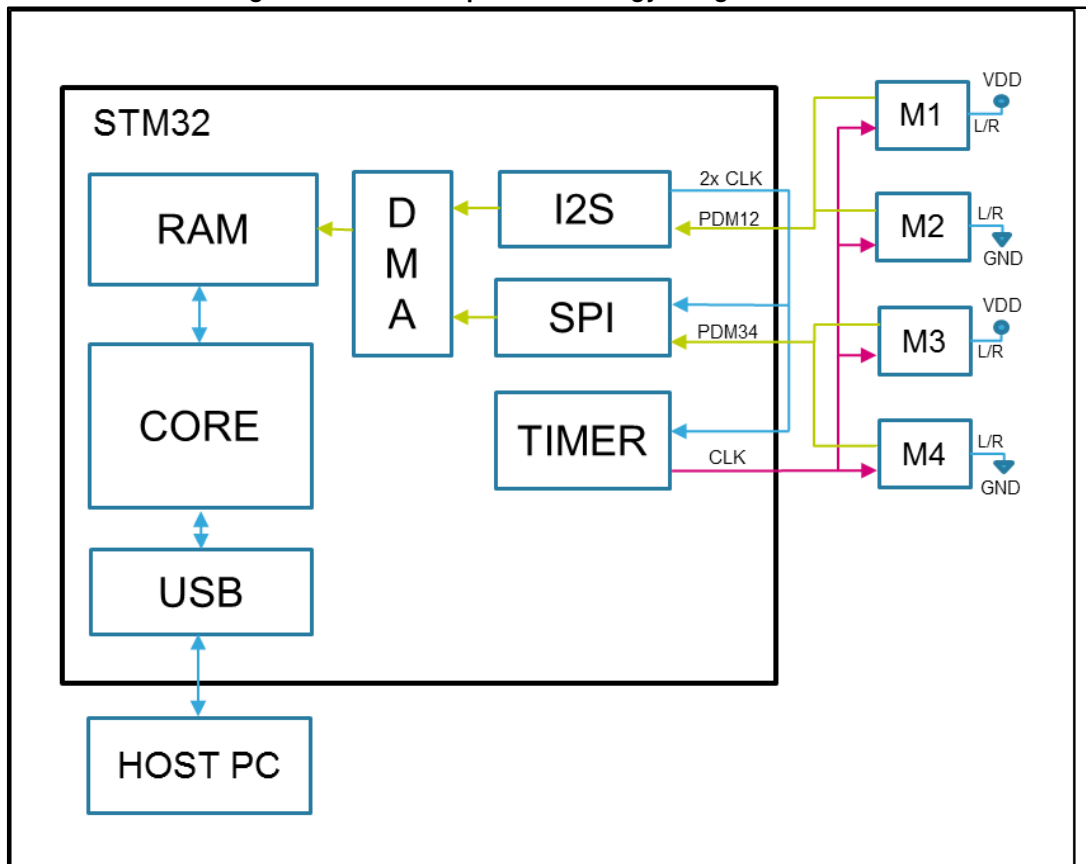 STM32
RAM
D
M
A
I2S
SPI
TIMER
CORE
USB
HOST PC
2x CLK
PDM12
PDM34
CLK
M1
VDD
L/R
M2
L/R
GND
M3
VDD
L/R
M4
L/R
GND